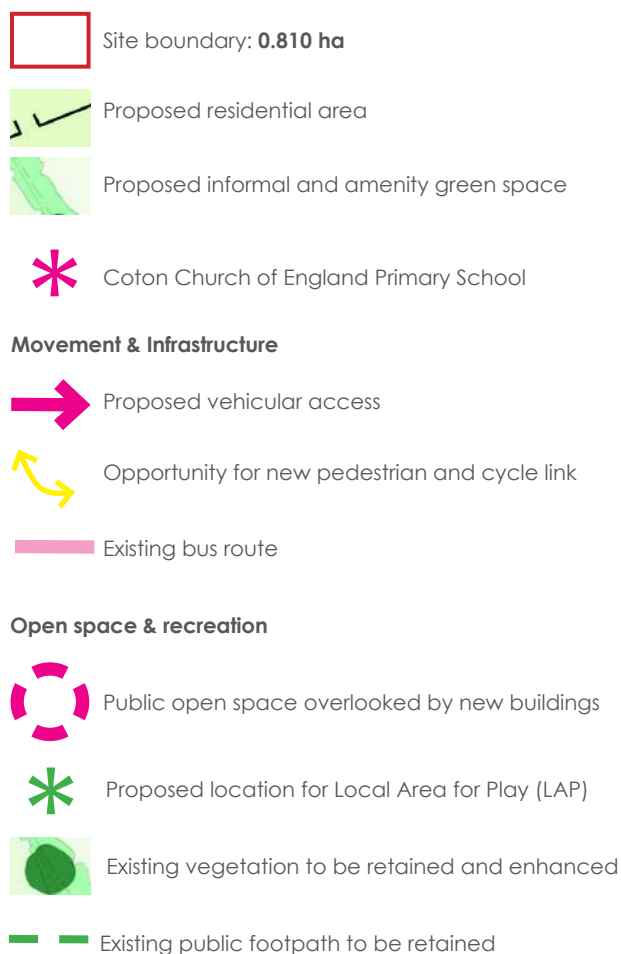 Site boundary: 0.810 ha
Proposed residential area
Proposed informal and amenity green space
Coton Church of England Primary School
Movement & Infrastructure
Proposed vehicular access
Opportunity for new pedestrian and cycle link
Existing bus route
Open space & recreation
Public open space overlooked by new buildings
Proposed location for Local Area for Play (LAP)
Existing vegetation to be retained and enhanced
Existing public footpath to be retained